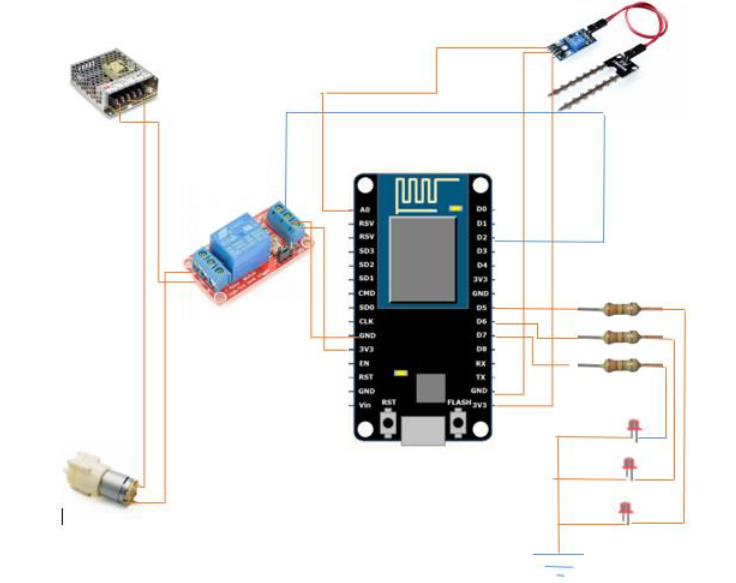 A0
RSV
RSV
SD3
SD2
SD1
CMD
SD0
CLK
GND
3V3
EN
RST
GND
Vin
RST
FLASH
D0
D1
D2
D3
D4
3V3
GND
D5
D6
D7
D8
RX
TX
GND
3V3